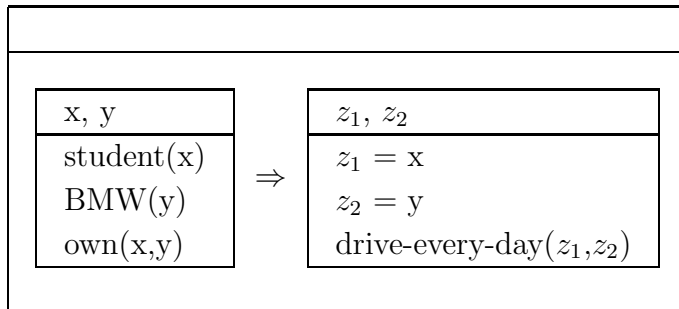 x, y
student(x)
BMW(y)
own(x,y)
⇒
z₁, z₂
z₁ = x
z₂ = y
drive-every-day(z₁,z₂)